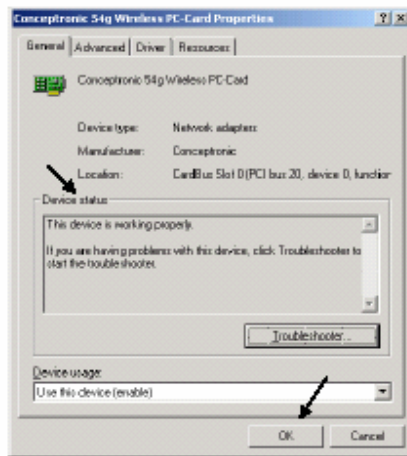 Conceptronic 54g Wireless PC-Card Properties
General Advanced Driver Resources
Conceptronic 54g Wireless PC-Card
Device type: Network adapters
Manufacturer: Conceptronic
Location: CardBus Slot 0 (PCI bus 20, device 0, function
Device status
This device is working properly.
If you are having problems with this device, click Troubleshooter to
start the troubleshooter.
Troubleshooter...
Device usage:
Use this device (enable)
OK Cancel